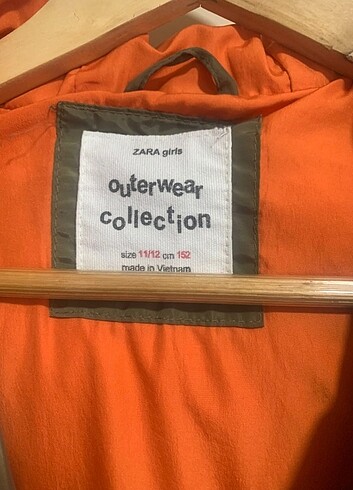 ZARA girls
outerwear
collection
size 11/12 cm 152
made in Vietnam